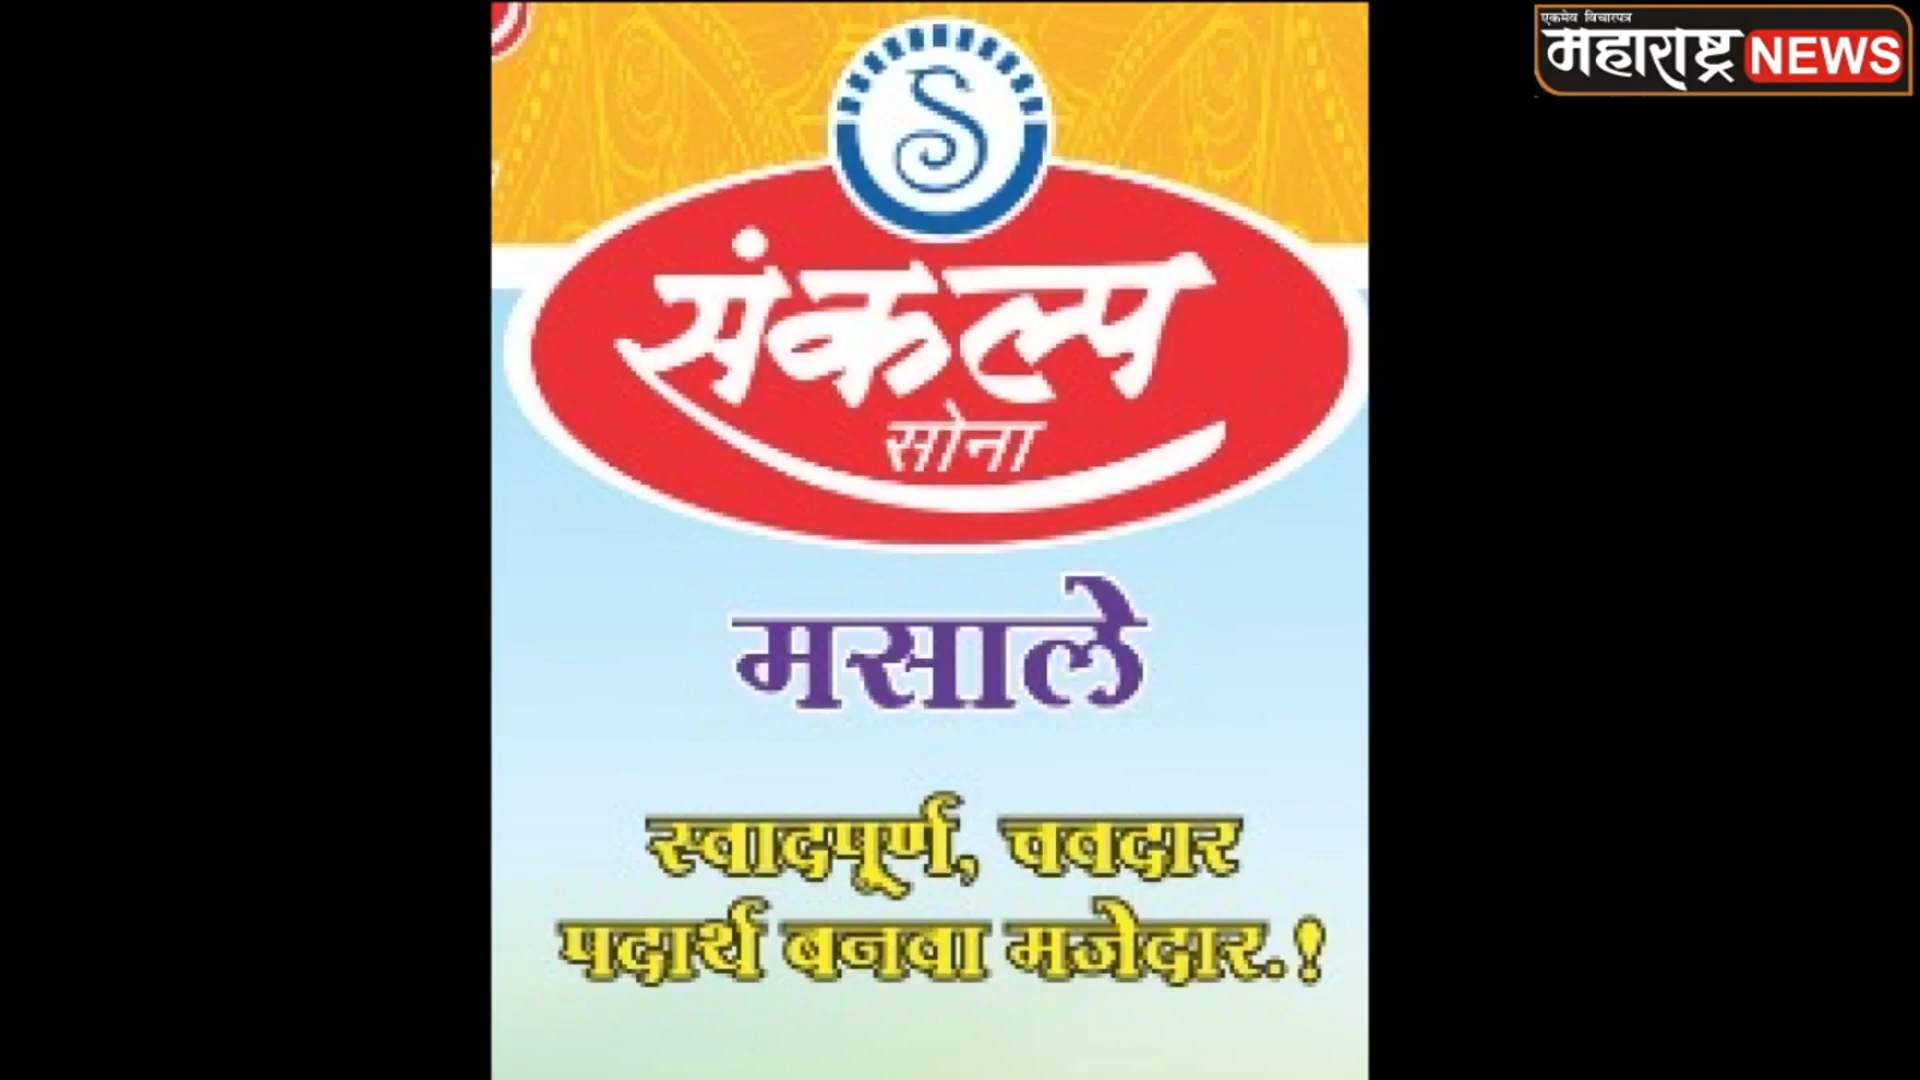 एकमेव विचारपत्र
महाराष्ट्र NEWS
S
संकल्प
सोना
मसाले
स्वादपूर्ण, चवदार
पदार्थ बनवा मजेदार.!